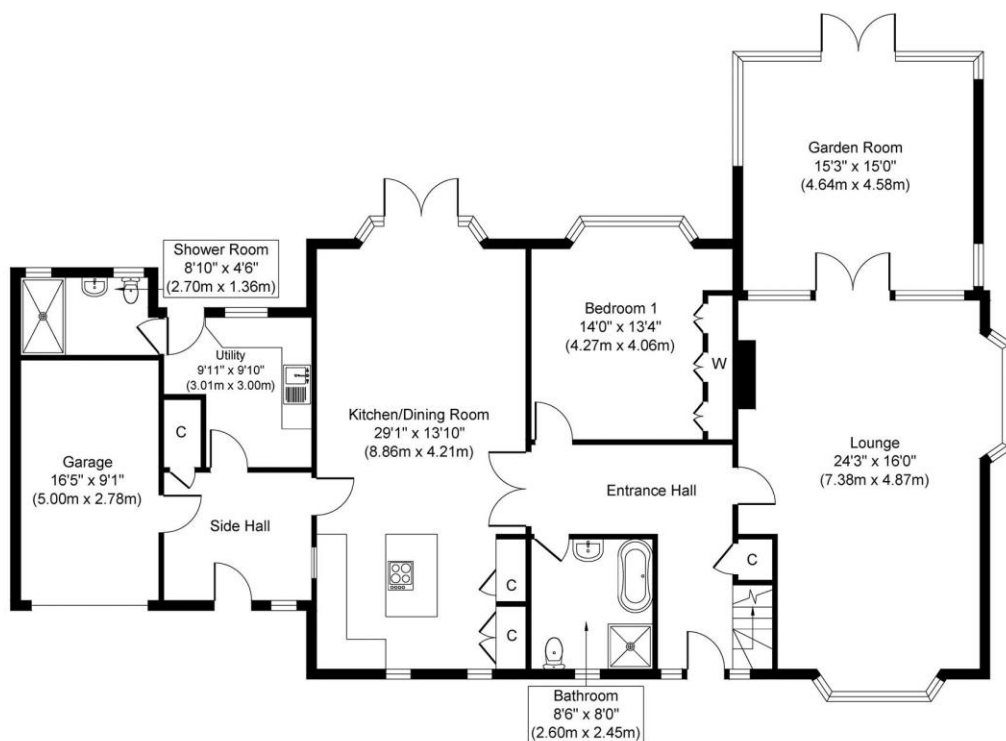 Garden Room
15'3" x 15'0"
(4.64m x 4.58m)
Shower Room
8'10" x 4'6"
(2.70m x 1.36m)
Bedroom 1
14'0" x 13'4"
(4.27m x 4.06m)
W
Utility
9'11" x 9'10"
(3.01m x 3.00m)
Kitchen/Dining Room
29'1" x 13'10"
(8.86m x 4.21m)
C
Garage
16'5" x 9'1"
(5.00m x 2.78m)
Lounge
24'3" x 16'0"
(7.38m x 4.87m)
Entrance Hall
Side Hall
C
C
C
Bathroom
8'6" x 8'0"
(2.60m x 2.45m)